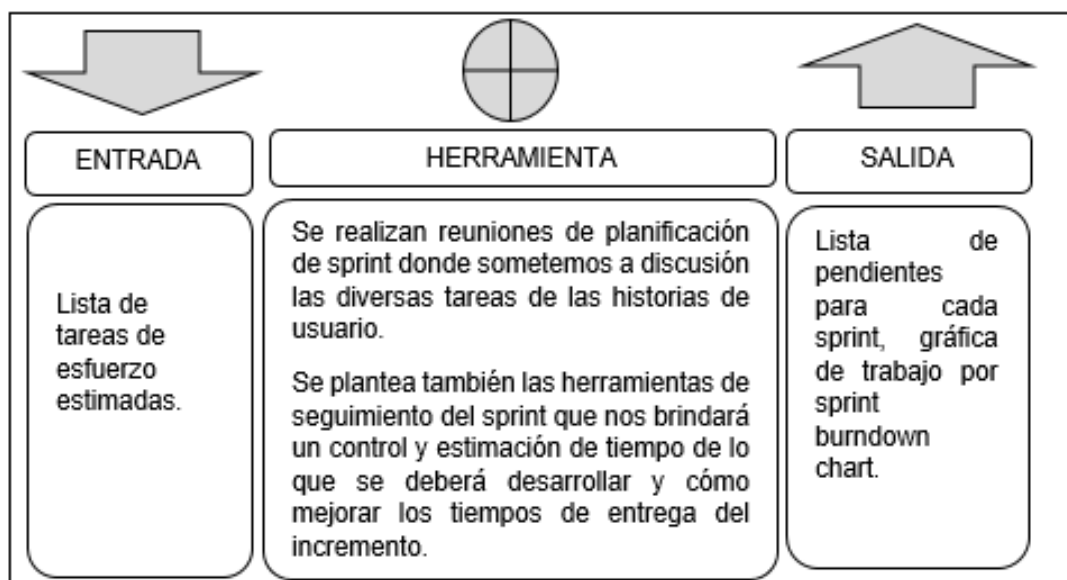 ENTRADA
HERRAMIENTA
SALIDA
Lista de
tareas de
esfuerzo
estimadas.
Se realizan reuniones de planificación
de sprint donde sometemos a discusión
las diversas tareas de las historias de
usuario.
Se plantea también las herramientas de
seguimiento del sprint que nos brindará
un control y estimación de tiempo de lo
que se deberá desarrollar y cómo
mejorar los tiempos de entrega del
incremento.
Lista de
pendientes
para cada
sprint, gráfica
de trabajo por
sprint
burndown
chart.